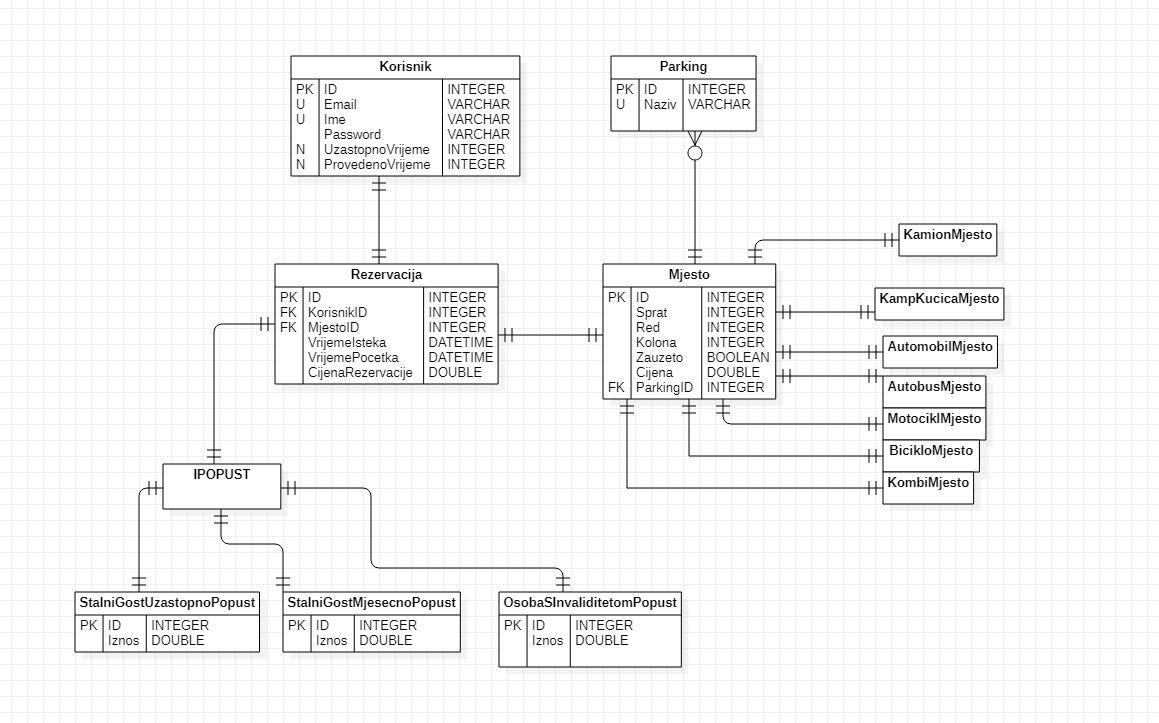 Korisnik
PK ID INTEGER
U Email VARCHAR
U Ime VARCHAR
Password VARCHAR
N UzastopnoVrijeme INTEGER
N ProvedenoVrijeme INTEGER
Parking
PK ID INTEGER
U Naziv VARCHAR
Rezervacija
PK ID INTEGER
FK KorisnikID INTEGER
FK MjestoID INTEGER
VrijemeIsteka DATETIME
VrijemePocetka DATETIME
CijenaRezervacije DOUBLE
Mjesto
PK ID INTEGER
Sprat INTEGER
Red INTEGER
Kolona INTEGER
Zauzeto BOOLEAN
Cijena DOUBLE
FK ParkingID INTEGER
KamionMjesto
KampKucicaMjesto
AutomobilMjesto
AutobusMjesto
MotociklMjesto
BicikloMjesto
KombiMjesto
IPOPUST
StalniGostUzastopnoPopust
PK ID INTEGER
Iznos DOUBLE
StalniGostMjesecnoPopust
PK ID INTEGER
Iznos DOUBLE
OsobaSInvaliditetomPopust
PK ID INTEGER
Iznos DOUBLE